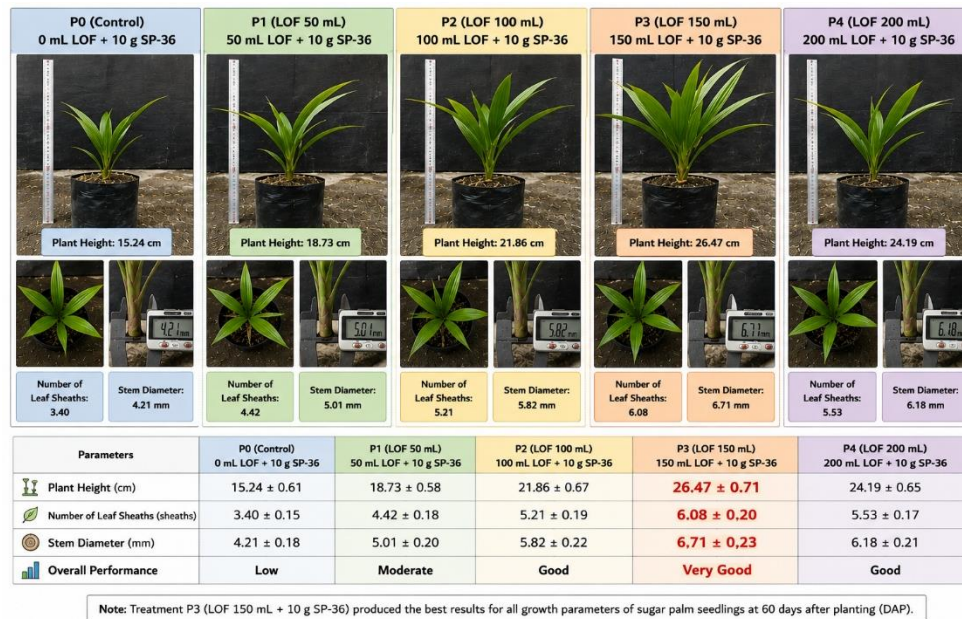 P0 (Control)
0 mL LOF + 10 g SP-36
P1 (LOF 50 mL)
50 mL LOF + 10 g SP-36
P2 (LOF 100 mL)
100 mL LOF + 10 g SP-36
P3 (LOF 150 mL)
150 mL LOF + 10 g SP-36
P4 (LOF 200 mL)
200 mL LOF + 10 g SP-36
Plant Height: 15.24 cm
Plant Height: 18.73 cm
Plant Height: 21.86 cm
Plant Height: 26.47 cm
Plant Height: 24.19 cm
4.21 mm
5.01 mm
5.82 mm
6.71 mm
6.18 mm
Number of
Leaf Sheaths:
3.40
Stem Diameter:
4.21 mm
Number of
Leaf Sheaths:
4.42
Stem Diameter:
5.01 mm
Number of
Leaf Sheaths:
5.21
Stem Diameter:
5.82 mm
Number of
Leaf Sheaths:
6.08
Stem Diameter:
6.71 mm
Number of
Leaf Sheaths:
5.53
Stem Diameter:
6.18 mm
Parameters
P0 (Control)
0 mL LOF + 10 g SP-36
P1 (LOF 50 mL)
50 mL LOF + 10 g SP-36
P2 (LOF 100 mL)
100 mL LOF + 10 g SP-36
P3 (LOF 150 mL)
150 mL LOF + 10 g SP-36
P4 (LOF 200 mL)
200 mL LOF + 10 g SP-36
Plant Height (cm) 15.24 ± 0.61 18.73 ± 0.58 21.86 ± 0.67 26.47 ± 0.71 24.19 ± 0.65
Number of Leaf Sheaths (sheaths) 3.40 ± 0.15 4.42 ± 0.18 5.21 ± 0.19 6.08 ± 0,20 5.53 ± 0.17
Stem Diameter (mm) 4.21 ± 0.18 5.01 ± 0.20 5.82 ± 0.22 6,71 ± 0,23 6.18 ± 0.21
Overall Performance Low Moderate Good Very Good Good
Note: Treatment P3 (LOF 150 mL + 10 g SP-36) produced the best results for all growth parameters of sugar palm seedlings at 60 days after planting (DAP).